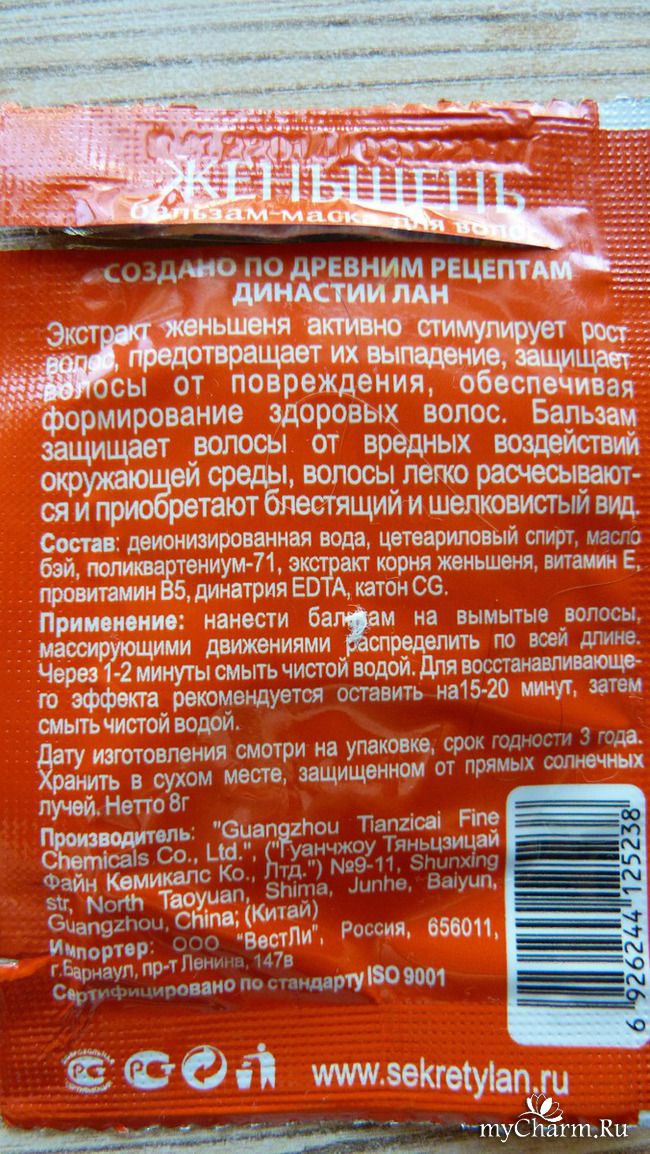 ЖЕНЬШЕНЬ
бальзам-маска для волос
СОЗДАНО ПО ДРЕВНИМ РЕЦЕПТАМ
ДИНАСТИИ ЛАН
Экстракт женьшеня активно стимулирует рост
волос, предотвращает их выпадение, защищает
волосы от повреждения, обеспечивая
формирование здоровых волос. Бальзам
защищает волосы от вредных воздействий
окружающей среды, волосы легко расчесывают-
ся и приобретают блестящий и шелковистый вид.
Состав: деионизированная вода, цетеариловый спирт, масло
бэй, поликвартениум-71, экстракт корня женьшеня, витамин Е,
провитамин В5, динатрия EDTA, катон CG.
Применение: нанести бальзам на вымытые волосы,
массирующими движениями распределить по всей длине.
Через 1-2 минуты смыть чистой водой. Для восстанавливающе-
го эффекта рекомендуется оставить на15-20 минут, затем
смыть чистой водой.
Дату изготовления смотри на упаковке, срок годности 3 года.
Хранить в сухом месте, защищенном от прямых солнечных
лучей. Нетто 8г
Производитель: "Guangzhou Tianzicai Fine
Chemicals Co., Ltd.", ("Гуанчжоу Тяньцзицай
Файн Кемикалс Ко., Лтд.") №9-11, Shunxing
str, North Taoyuan, Shima, Junhe, Baiyun,
Guangzhou, China; (Китай)
Импортер: ООО "ВестЛи", Россия, 656011,
г.Барнаул, пр-т Ленина, 147в
Сертифицировано по стандарту ISO 9001
6 926244 125238
ДОБРОВОЛЬНАЯ
СЕРТИФИКАЦИЯ
www.sekretylan.ru
myCharm.Ru